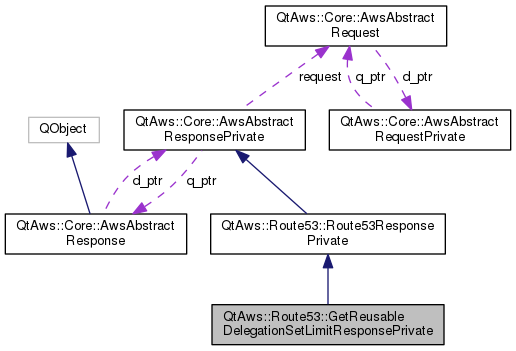 QtAws::Core::AwsAbstract
Request
request
q_ptr
d_ptr
QObject
QtAws::Core::AwsAbstract
ResponsePrivate
QtAws::Core::AwsAbstract
RequestPrivate
d_ptr
q_ptr
QtAws::Core::AwsAbstract
Response
QtAws::Route53::Route53Response
Private
QtAws::Route53::GetReusable
DelegationSetLimitResponsePrivate